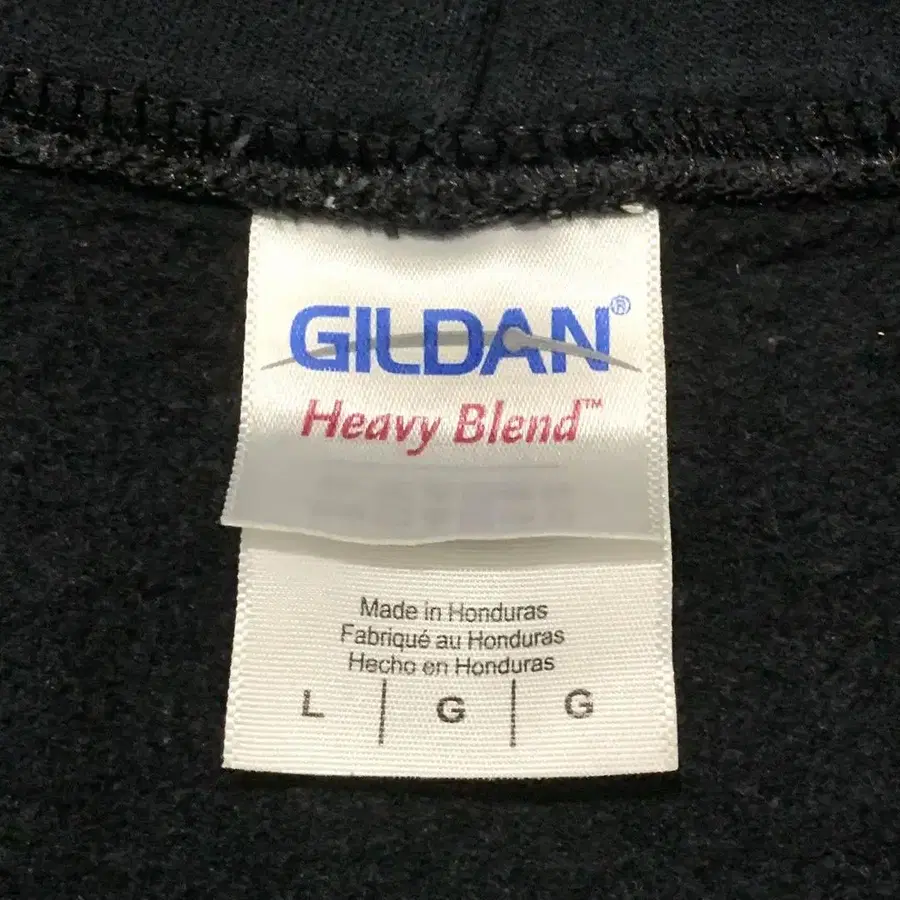 GILDAN®
Heavy Blend™
Made in Honduras
Fabriqué au Honduras
Hecho en Honduras
L | G | G